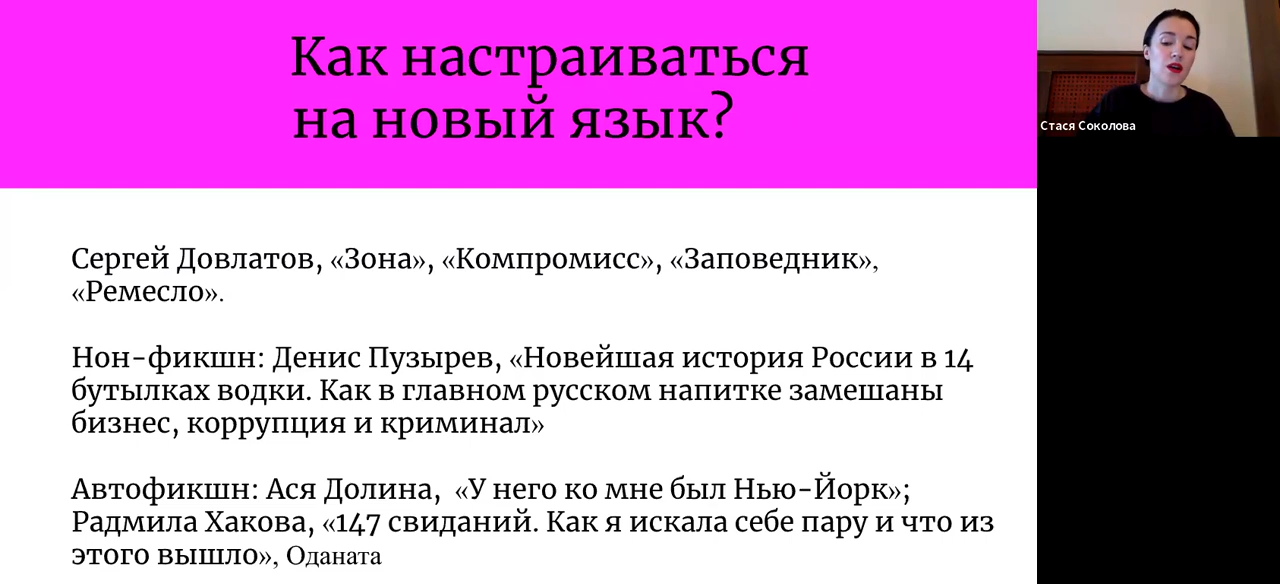 Как настраиваться
на новый язык?
Стася Соколова
Сергей Довлатов, «Зона», «Компромисс», «Заповедник»,
«Ремесло».
Нон-фикшн: Денис Пузырев, «Новейшая история России в 14
бутылках водки. Как в главном русском напитке замешаны
бизнес, коррупция и криминал»
Автофикшн: Ася Долина, «У него ко мне был Нью-Йорк»;
Радмила Хакова, «147 свиданий. Как я искала себе пару и что из
этого вышло», Оданата